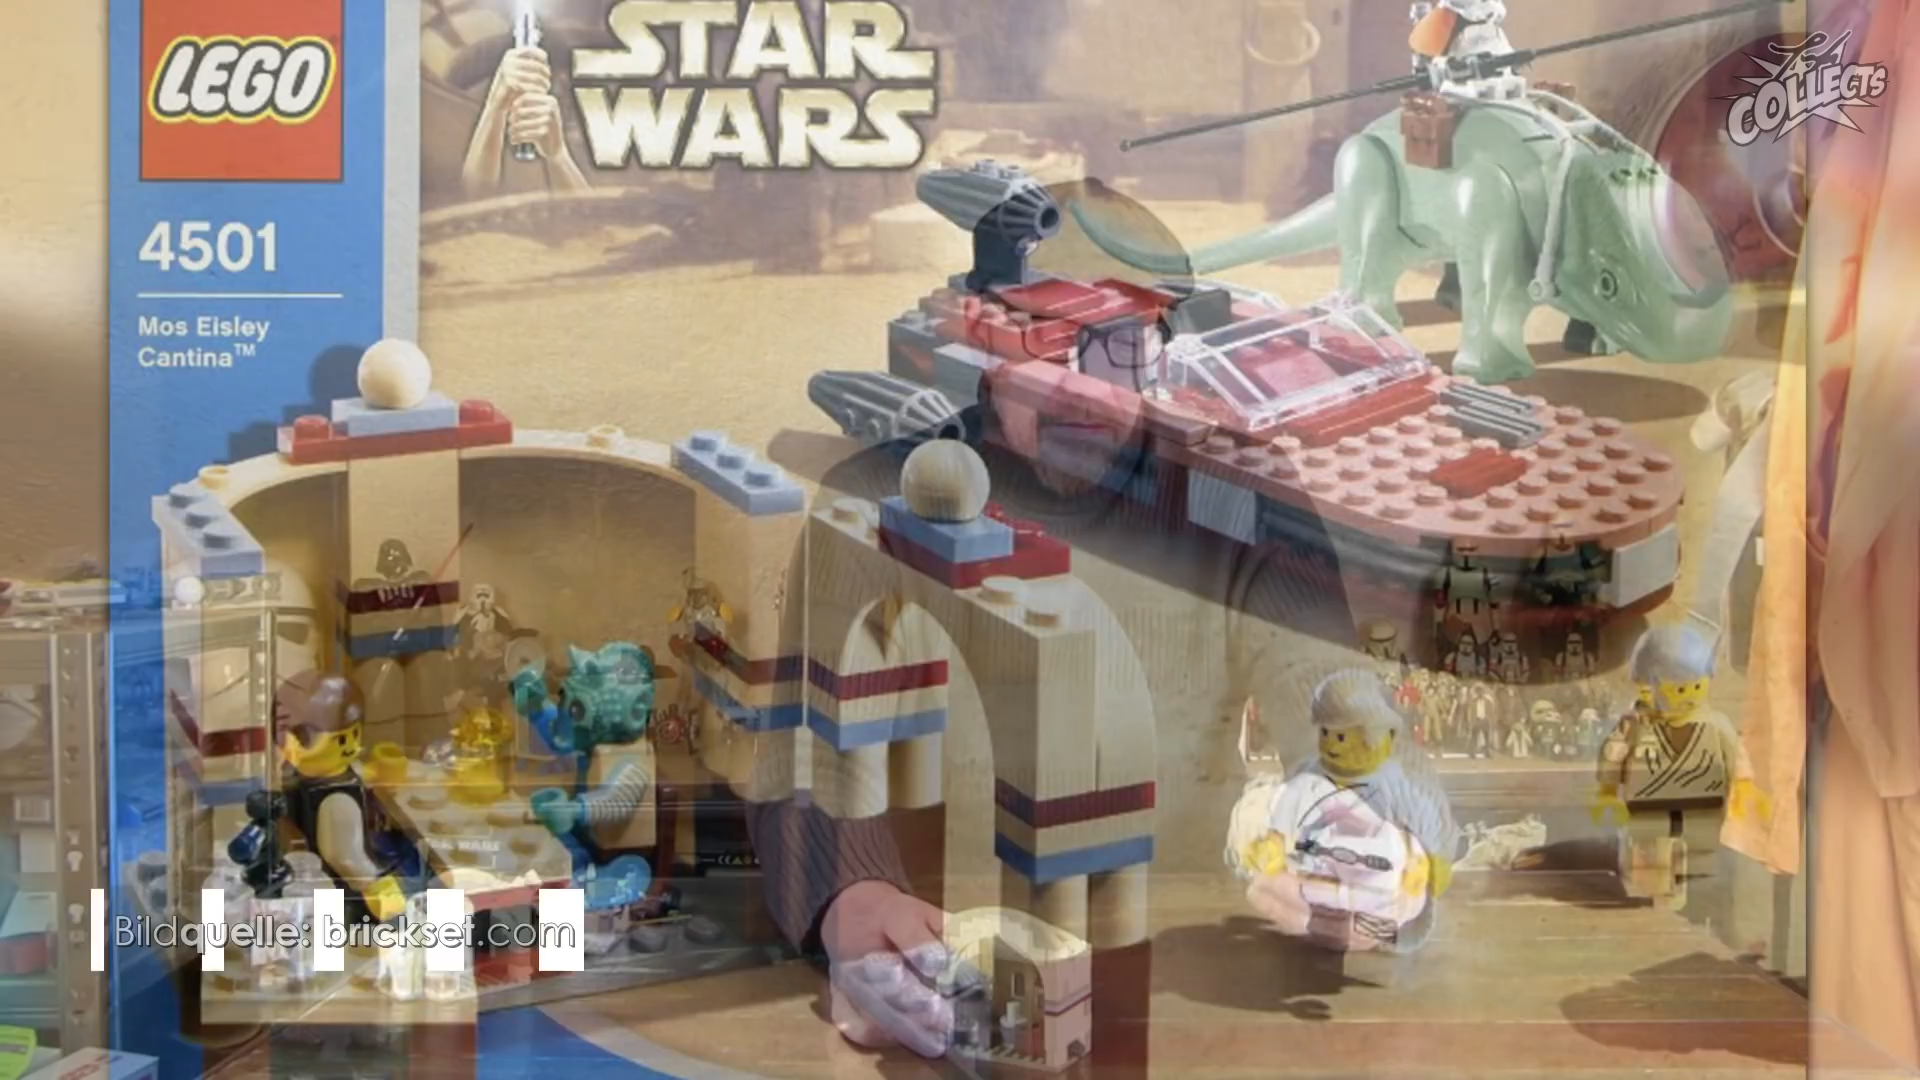 LEGO
STAR
WARS
COLLECTS
4501
Mos Eisley
Cantina™
Bildquelle: brickset.com